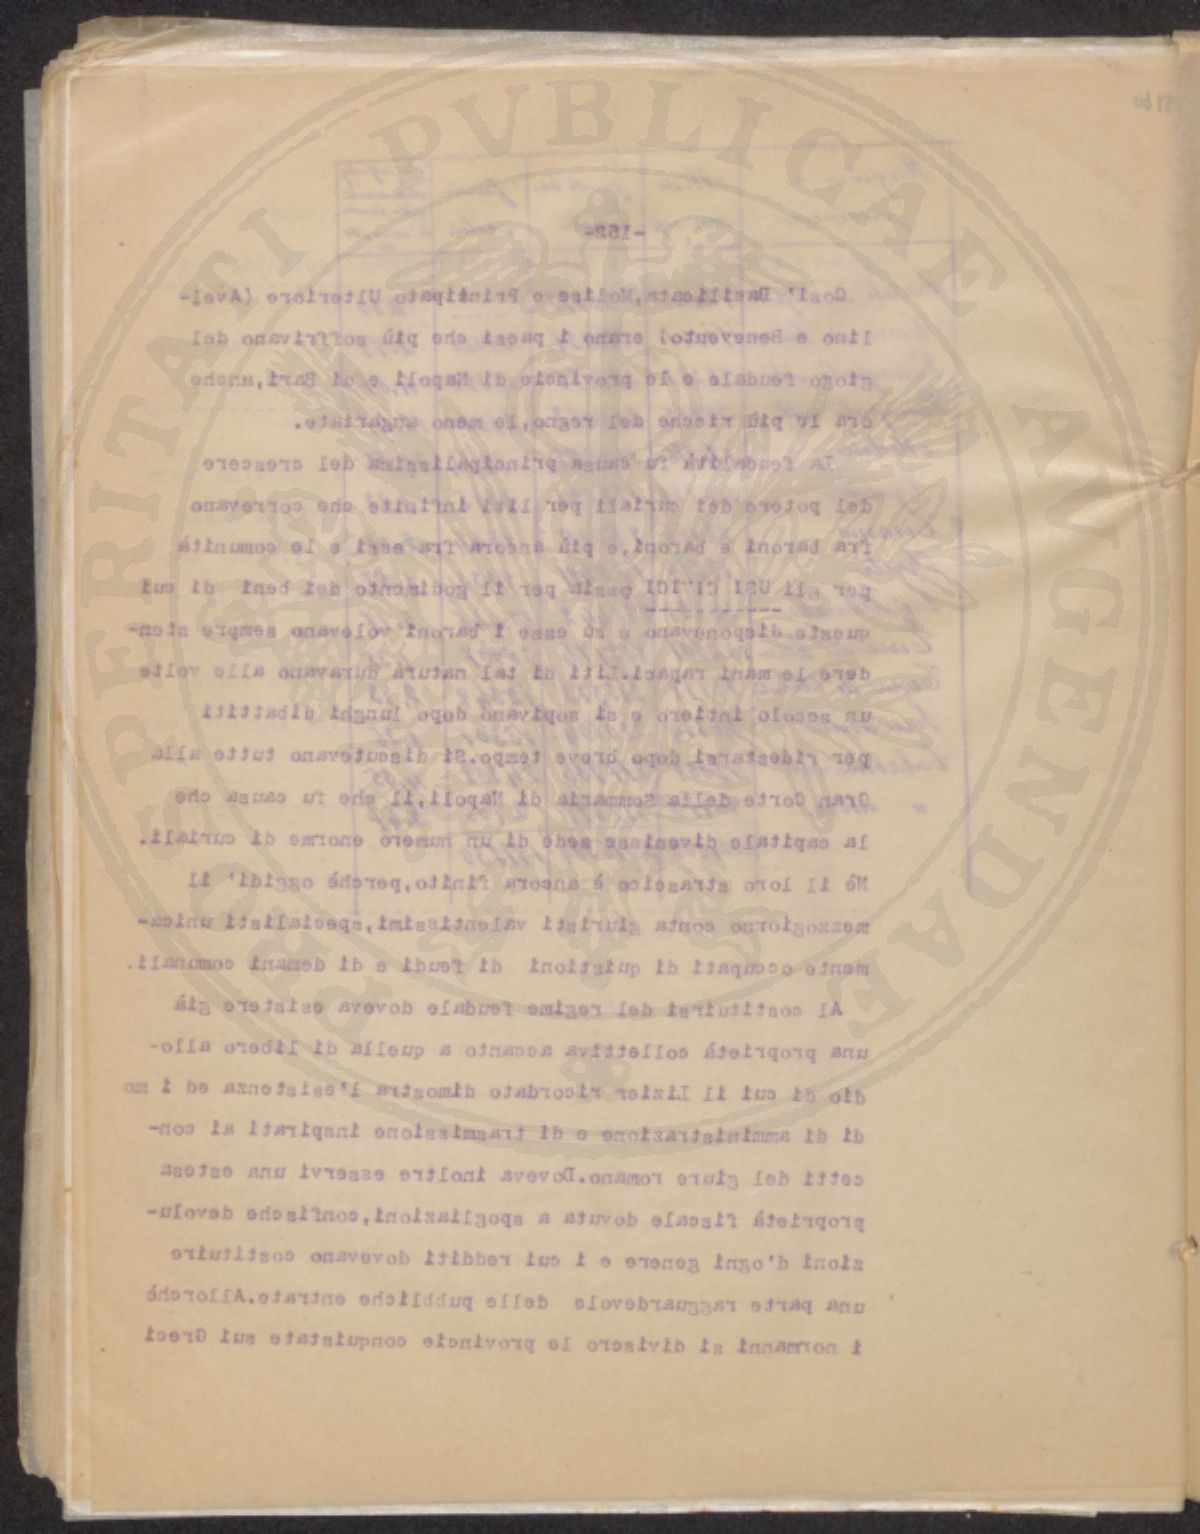 -152-
Cosi' Basilicata,Molise e Principato Ulteriore (Avel-
lino e Benevento) erano i paesi che più soffrivano del
giogo feudale e le provincie di Napoli e di Bari,anche
ora le più ricche del regno,le meno angariate.
La feudalità fu causa principalissima del crescere
del potere dei curiali per liti infinite che correvano
fra baroni e baroni,e più ancora fra essi e le comunità
per gli USI CIVICI ossia per il godimento dei beni di cui
queste disponevano e su esse i baroni volevano sempre sten-
dere le mani rapaci.Liti di tal natura duravano alle volte
un secolo intiero e si sopivano dopo lunghi dibattiti
per ridestarsi dopo breve tempo.Si discutevano tutte alla
Gran Corte della Sommaria di Napoli,il che fu causa che
la capitale divenisse sede di un numero enorme di curiali.
Nè il loro strascico è ancora finito,perchè oggidi' il
mezzogiorno conta giuristi valentissimi,specialisti unica-
mente occupati di quistioni di feudi e di demani comunali.
Al costituirsi del regime feudale doveva esistere già
una proprietà collettiva accanto a quella di libero allo-
dio di cui il Lizier ricordato dimostra l'esistenza ed i mo
di di amministrazione e di trasmissione inspirati ai con-
cetti del giure romano.Doveva inoltre esservi una estesa
proprietà fiscale dovuta a spogliazioni,confische devolu-
zioni d'ogni genere e i cui redditi dovevano costituire
una parte ragguardevole delle pubbliche entrate.Allorchè
i normanni si divisero le provincie conquistate sui Greci
PROSPERITATI PVBLICAE AVGENDAE